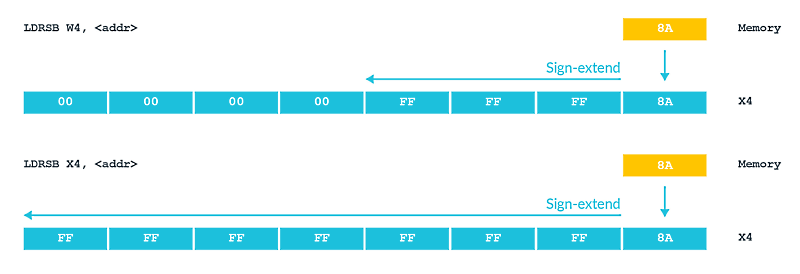 LDRSB W4, <addr> 8A Memory
Sign-extend
00 00 00 00 FF FF FF 8A X4
LDRSB X4, <addr> 8A Memory
Sign-extend
FF FF FF FF FF FF FF 8A X4